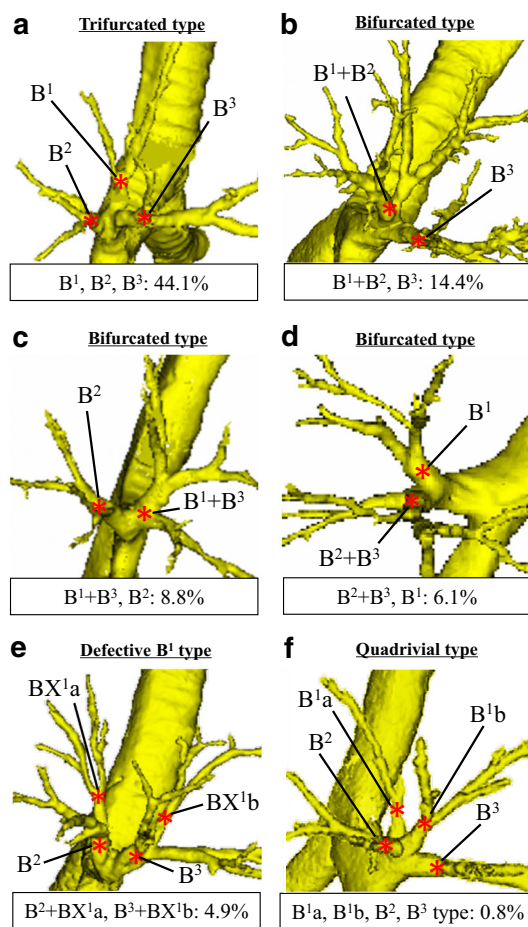 a Trifurcated type
B¹
B³
B²
B¹, B², B³: 44.1%
b Bifurcated type
B¹+B²
B³
B¹+B², B³: 14.4%
c Bifurcated type
B²
B¹+B³
B¹+B³, B²: 8.8%
d Bifurcated type
B¹
B²+B³
B²+B³, B¹: 6.1%
e Defective B¹ type
BX¹a
BX¹b
B²
B³
B²+BX¹a, B³+BX¹b: 4.9%
f Quadrivial type
B¹a
B¹b
B²
B³
B¹a, B¹b, B², B³ type: 0.8%